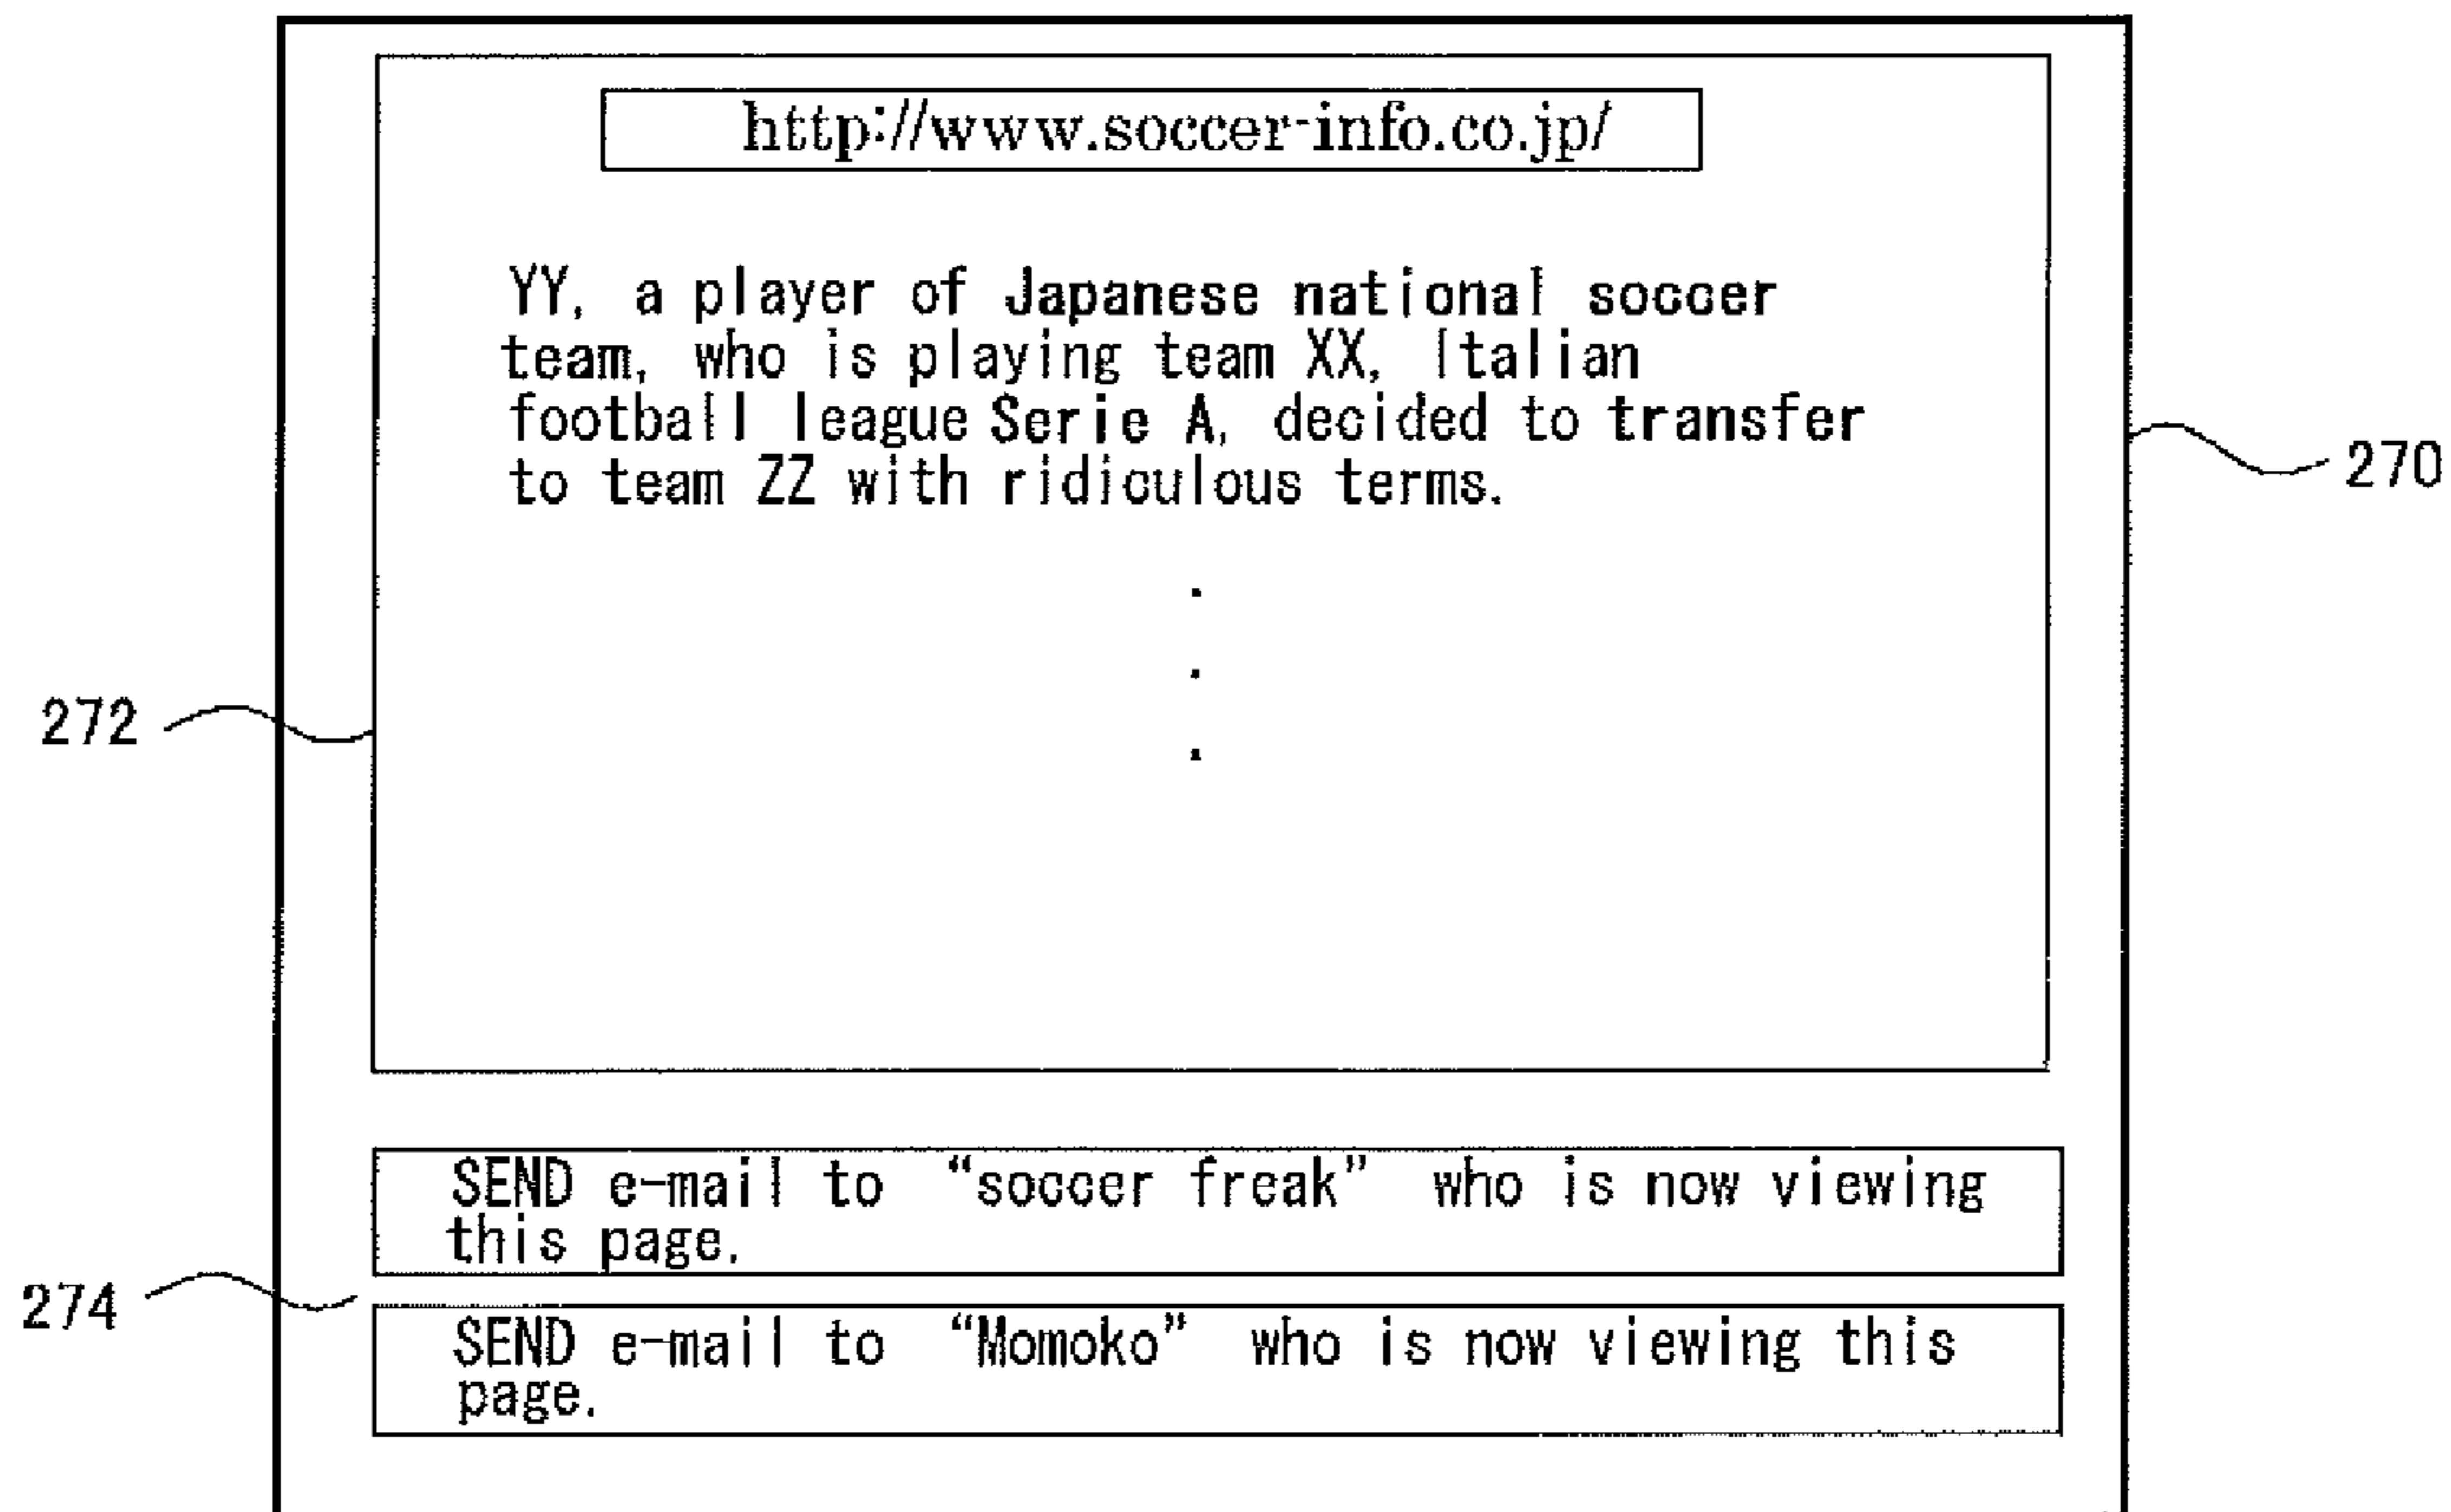 http://www.soccer-info.co.jp/
YY, a player of Japanese national soccer
team, who is playing team XX, Italian
football league Serie A, decided to transfer
to team ZZ with ridiculous terms.
270
272
SEND e-mail to “soccer freak” who is now viewing
this page.
274
SEND e-mail to “Momoko” who is now viewing this
page.